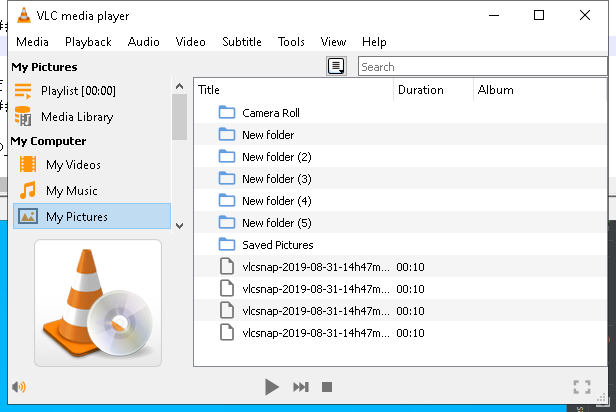 VLC media player
Media Playback Audio Video Subtitle Tools View Help
My Pictures
Search
Playlist [00:00]
Media Library
My Computer
My Videos
My Music
My Pictures
Title Duration Album
Camera Roll
New folder
New folder (2)
New folder (3)
New folder (4)
New folder (5)
Saved Pictures
vlcsnap-2019-08-31-14h47m... 00:10
vlcsnap-2019-08-31-14h47m... 00:10
vlcsnap-2019-08-31-14h47m... 00:10
vlcsnap-2019-08-31-14h47m... 00:10